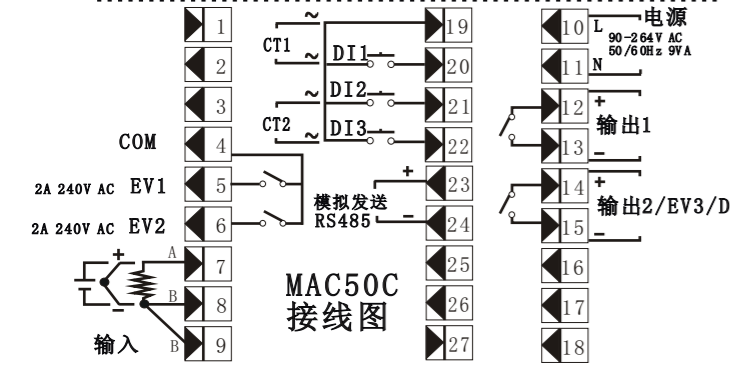 1
2
3
COM 4
2A 240V AC EV1 5
2A 240V AC EV2 6
+
A 7
B 8
−
输入 B 9
~
CT1
~
~
CT2
~
19
DI1 20
DI2 21
DI3 22
+ 23
模拟发送
RS485 − 24
25
26
27
MAC50C
接线图
10 L 电源
90-264V AC
50/60Hz 9VA
11 N
12 +
输出1
13 −
14 +
输出2/EV3/D
15 −
16
17
18